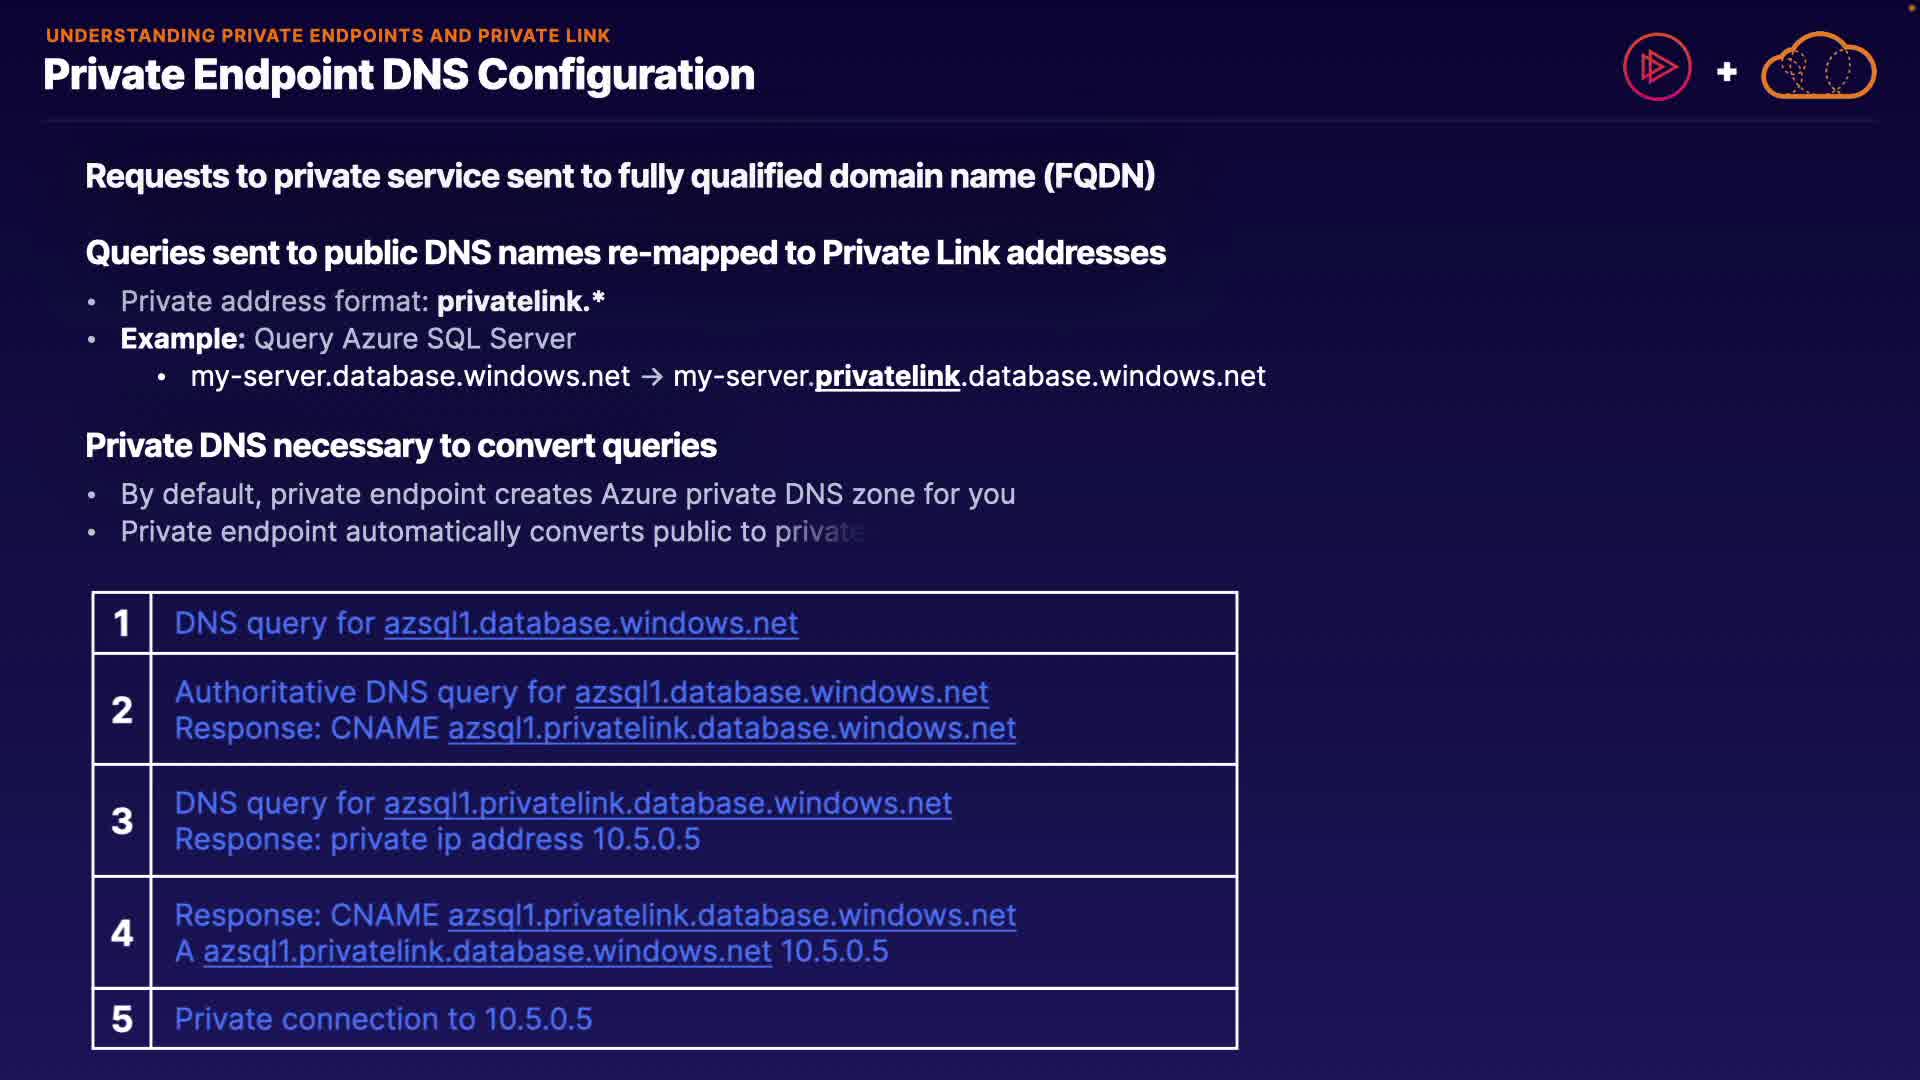 UNDERSTANDING PRIVATE ENDPOINTS AND PRIVATE LINK
Private Endpoint DNS Configuration
+
Requests to private service sent to fully qualified domain name (FQDN)
Queries sent to public DNS names re-mapped to Private Link addresses
• Private address format: privatelink.*
• Example: Query Azure SQL Server
• my-server.database.windows.net → my-server.privatelink.database.windows.net
Private DNS necessary to convert queries
• By default, private endpoint creates Azure private DNS zone for you
• Private endpoint automatically converts public to private
1 DNS query for azsql1.database.windows.net
2 Authoritative DNS query for azsql1.database.windows.net
Response: CNAME azsql1.privatelink.database.windows.net
3 DNS query for azsql1.privatelink.database.windows.net
Response: private ip address 10.5.0.5
4 Response: CNAME azsql1.privatelink.database.windows.net
A azsql1.privatelink.database.windows.net 10.5.0.5
5 Private connection to 10.5.0.5